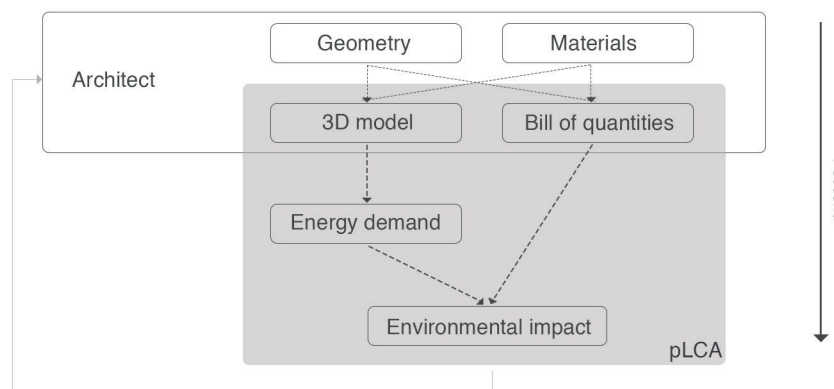 Geometry
Materials
Architect
3D model
Bill of quantities
Energy demand
Environmental impact
pLCA